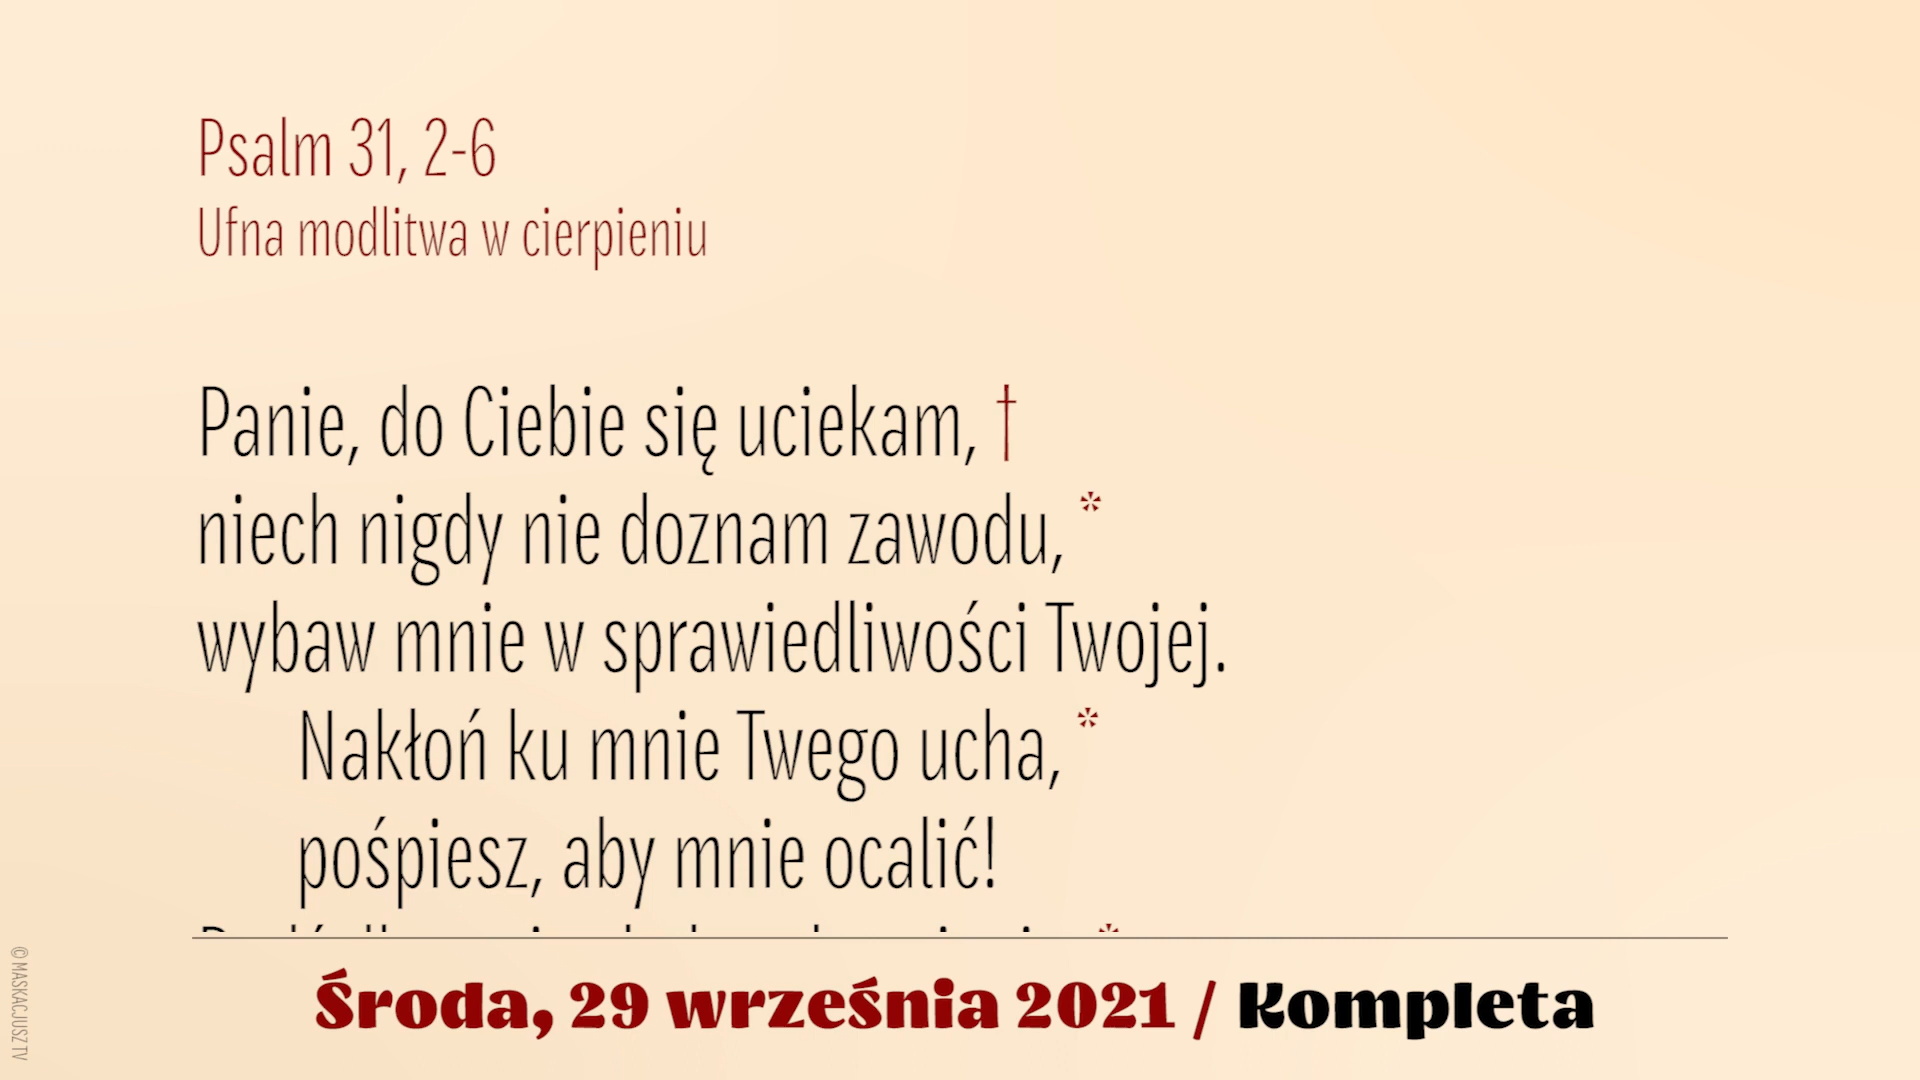 Psalm 31, 2-6
Ufna modlitwa w cierpieniu
Panie, do Ciebie się uciekam, †
niech nigdy nie doznam zawodu, *
wybaw mnie w sprawiedliwości Twojej.
Nakłoń ku mnie Twego ucha, *
pośpiesz, aby mnie ocalić!
Środa, 29 września 2021 / Kompleta
© MASKACJUSZ TV